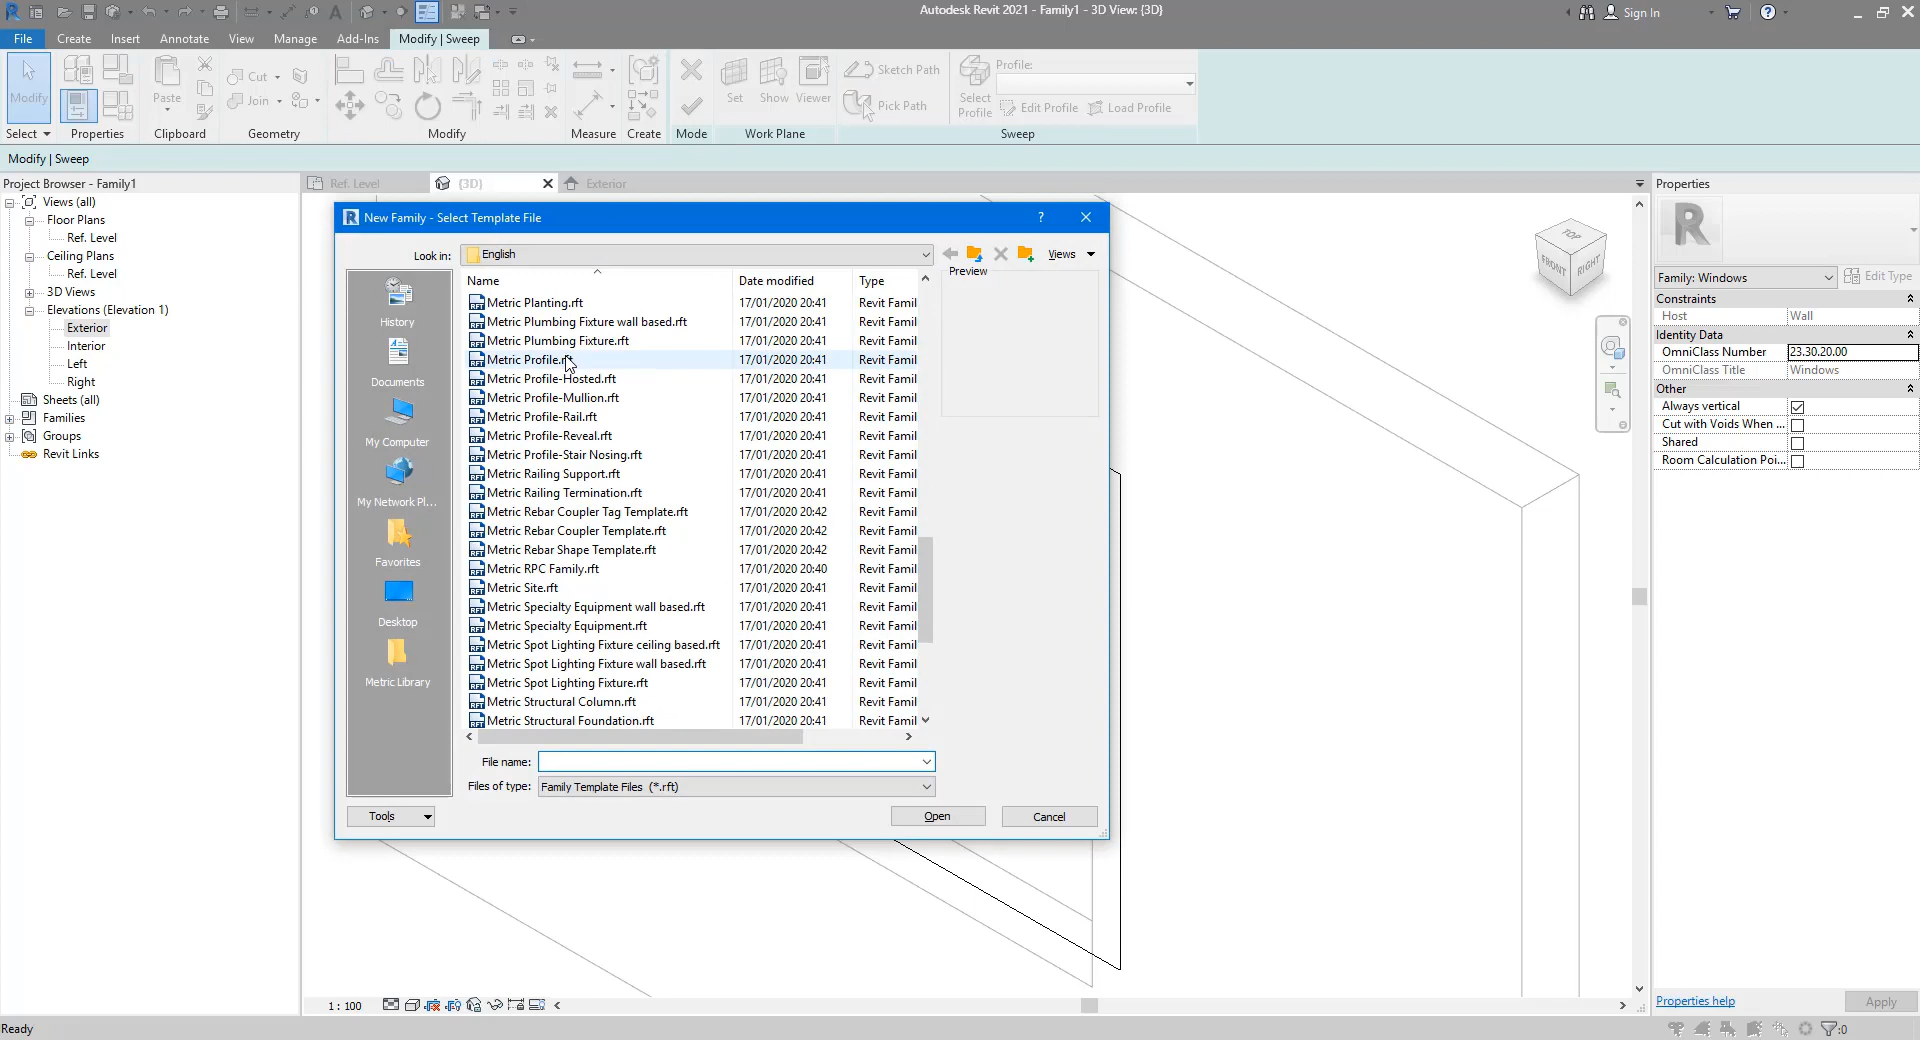 Autodesk Revit 2021 - Family1 - 3D View: {3D}
Sign In
File Create Insert Annotate View Manage Add-Ins Modify | Sweep
Modify
Paste
Cut
Join
Set Show Viewer
Sketch Path
Pick Path
Select Profile
Profile:
Edit Profile Load Profile
Select Properties Clipboard Geometry Modify Measure Create Mode Work Plane Sweep
Modify | Sweep
Project Browser - Family1
Views (all)
Floor Plans
Ref. Level
Ceiling Plans
Ref. Level
3D Views
Elevations (Elevation 1)
Exterior
Interior
Left
Right
Sheets (all)
Families
Groups
Revit Links
Ref. Level
{3D}
Exterior
New Family - Select Template File
?
Look in: English
Views
History
Documents
My Computer
My Network Pl...
Favorites
Desktop
Metric Library
Name Date modified Type
Metric Planting.rft 17/01/2020 20:41 Revit Famil
Metric Plumbing Fixture wall based.rft 17/01/2020 20:41 Revit Famil
Metric Plumbing Fixture.rft 17/01/2020 20:41 Revit Famil
Metric Profile.rft 17/01/2020 20:41 Revit Famil
Metric Profile-Hosted.rft 17/01/2020 20:41 Revit Famil
Metric Profile-Mullion.rft 17/01/2020 20:41 Revit Famil
Metric Profile-Rail.rft 17/01/2020 20:41 Revit Famil
Metric Profile-Reveal.rft 17/01/2020 20:41 Revit Famil
Metric Profile-Stair Nosing.rft 17/01/2020 20:41 Revit Famil
Metric Railing Support.rft 17/01/2020 20:41 Revit Famil
Metric Railing Termination.rft 17/01/2020 20:41 Revit Famil
Metric Rebar Coupler Tag Template.rft 17/01/2020 20:42 Revit Famil
Metric Rebar Coupler Template.rft 17/01/2020 20:42 Revit Famil
Metric Rebar Shape Template.rft 17/01/2020 20:42 Revit Famil
Metric RPC Family.rft 17/01/2020 20:40 Revit Famil
Metric Site.rft 17/01/2020 20:41 Revit Famil
Metric Specialty Equipment wall based.rft 17/01/2020 20:41 Revit Famil
Metric Specialty Equipment.rft 17/01/2020 20:41 Revit Famil
Metric Spot Lighting Fixture ceiling based.rft 17/01/2020 20:41 Revit Famil
Metric Spot Lighting Fixture wall based.rft 17/01/2020 20:41 Revit Famil
Metric Spot Lighting Fixture.rft 17/01/2020 20:41 Revit Famil
Metric Structural Column.rft 17/01/2020 20:41 Revit Famil
Metric Structural Foundation.rft 17/01/2020 20:41 Revit Famil
Preview
File name:
Files of type: Family Template Files (*.rft)
Tools
Open
Cancel
TOP
FRONT
RIGHT
Properties
R
Family: Windows
Edit Type
Constraints
Host Wall
Identity Data
OmniClass Number 23.30.20.00
OmniClass Title Windows
Other
Always vertical
Cut with Voids When ...
Shared
Room Calculation Poi...
Properties help
Apply
1 : 100
Ready
:0